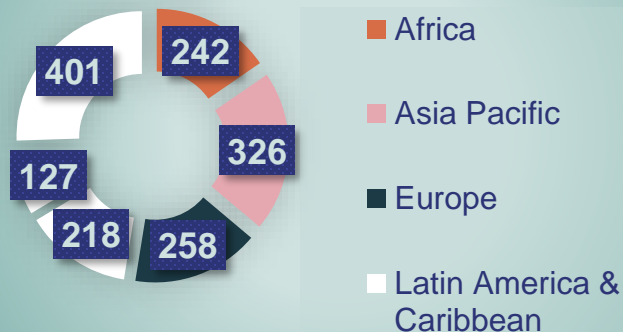 242
326
258
218
127
401
Africa
Asia Pacific
Europe
Latin America &
Caribbean